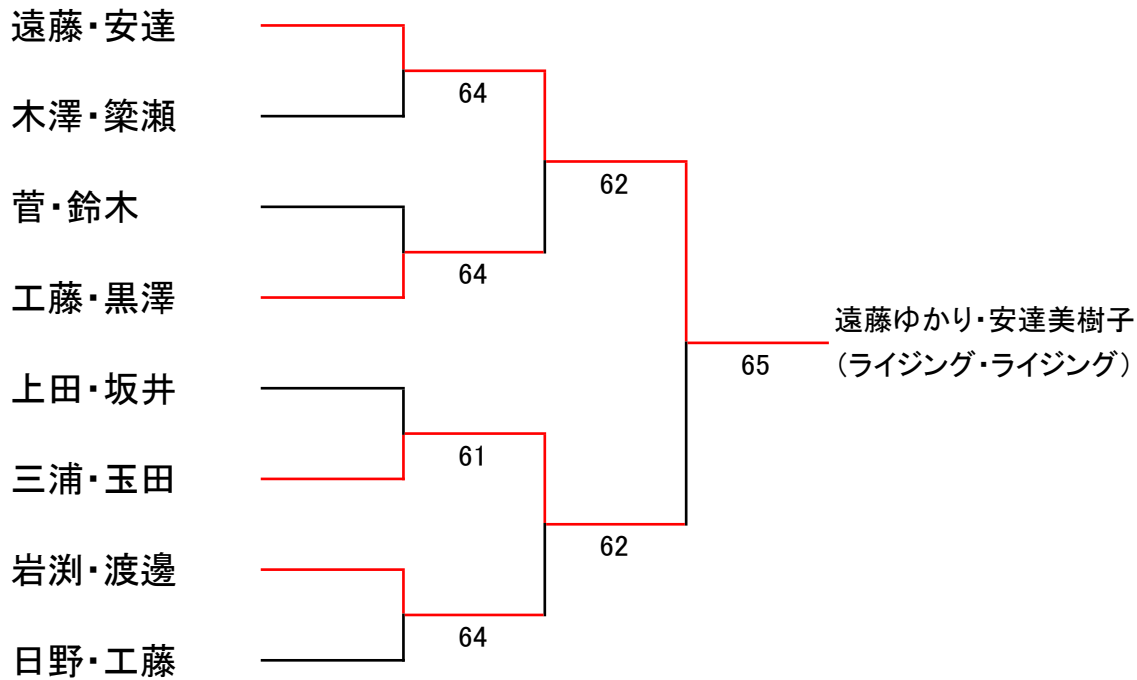 遠藤・安達
64
木澤・簗瀬
62
菅・鈴木
64
工藤・黒澤
遠藤ゆかり・安達美樹子
65
(ライジング・ライジング)
上田・坂井
61
三浦・玉田
62
岩渕・渡邊
64
日野・工藤